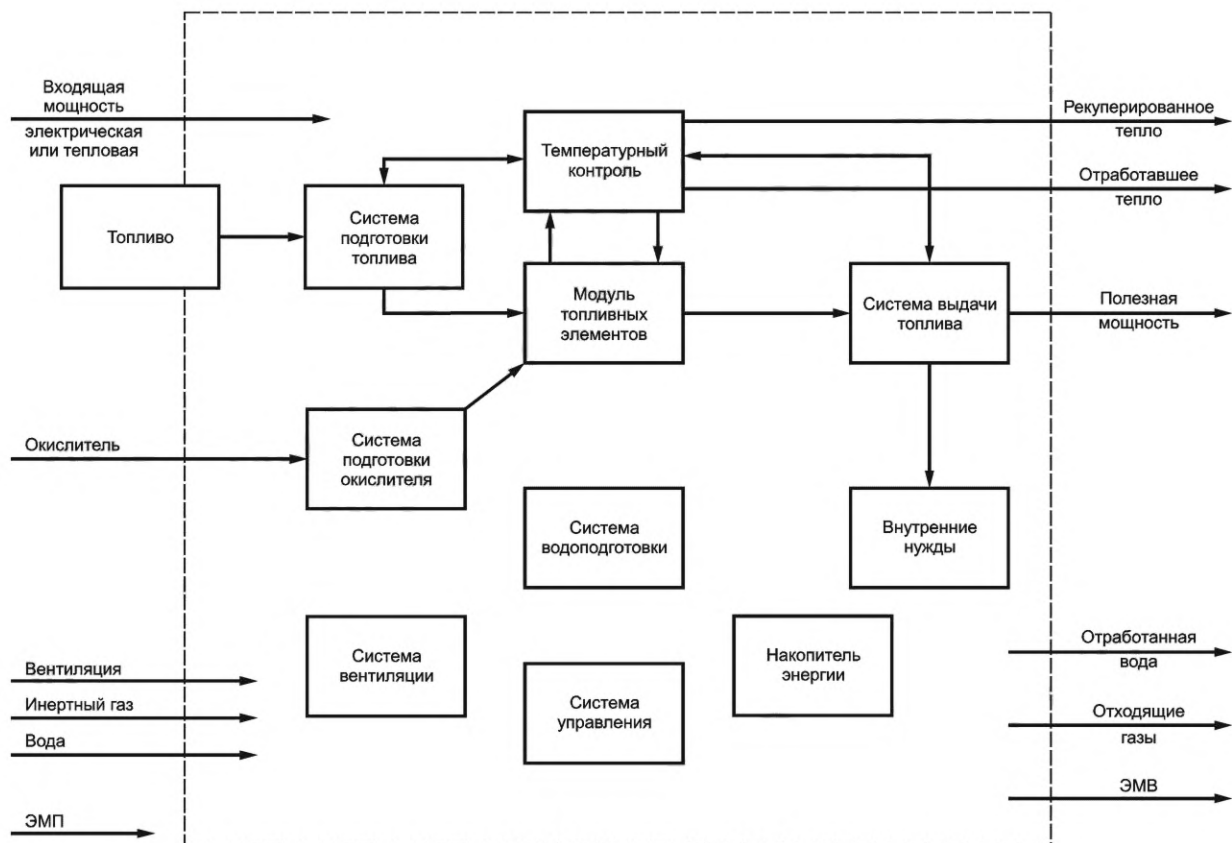 Входящая
мощность
электрическая
или тепловая
Температурный
контроль
Рекуперированное
тепло
Отработавшее
тепло
Топливо
Система
подготовки
топлива
Модуль
топливных
элементов
Система выдачи
топлива
Полезная
мощность
Окислитель
Система
подготовки
окислителя
Система
водоподготовки
Внутренние
нужды
Вентиляция
Инертный газ
Вода
ЭМП
Система
вентиляции
Система
управления
Накопитель
энергии
Отработанная
вода
Отходящие
газы
ЭМВ